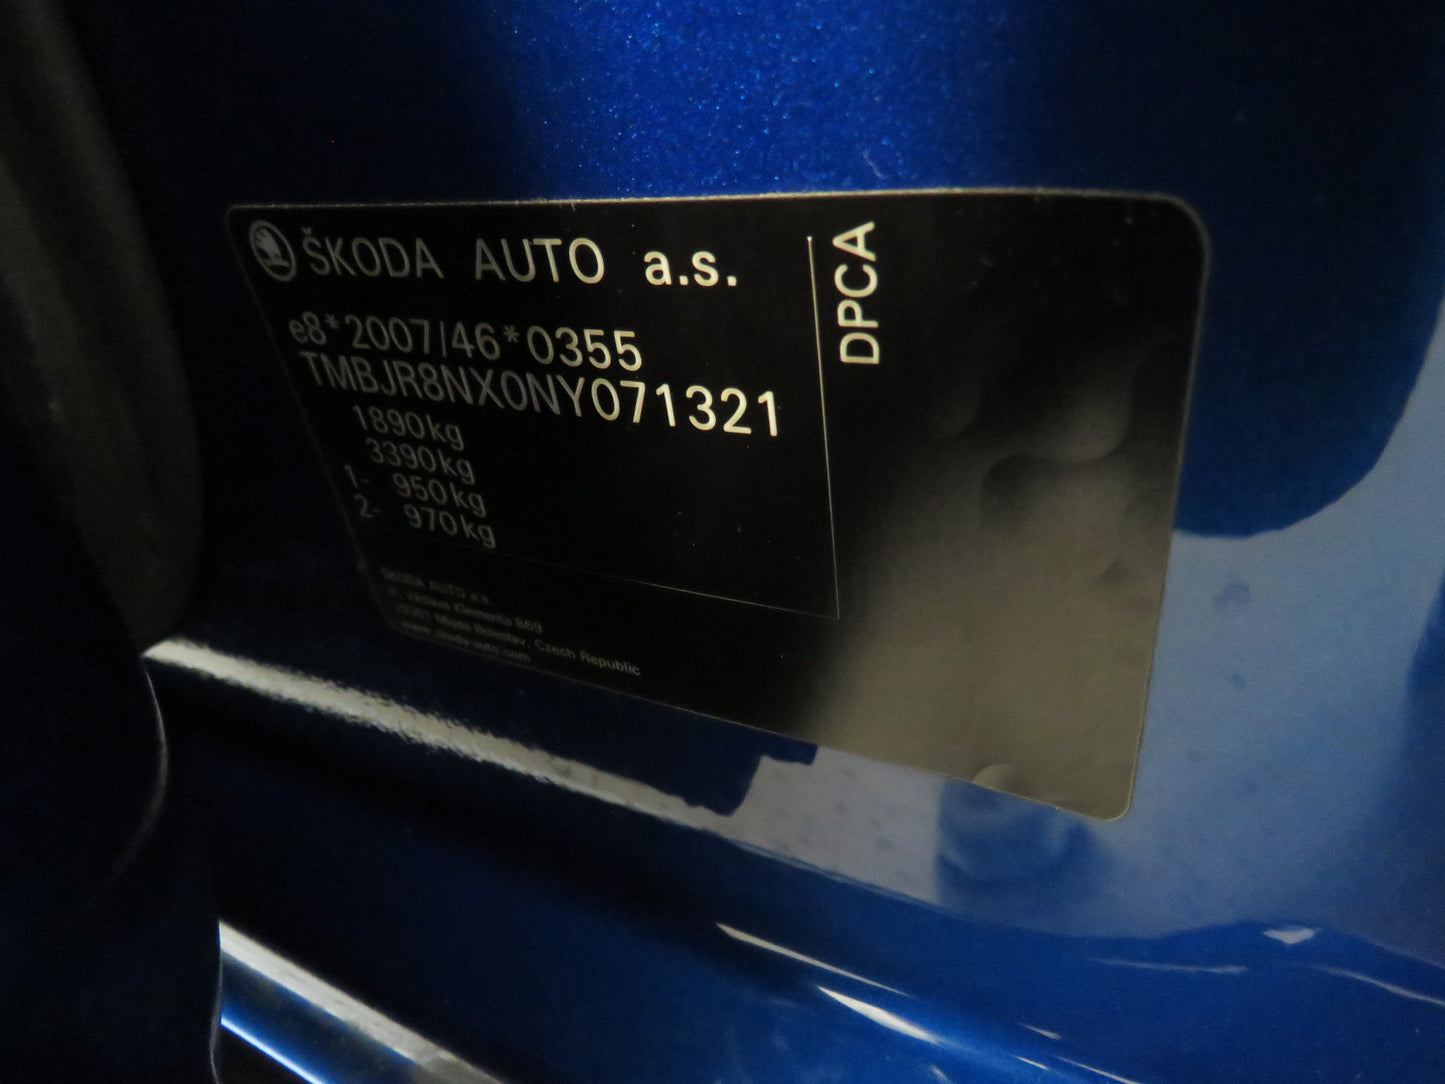 ŠKODA AUTO a.s.
DPCA
e8*2007/46*0355
TMBJR8NX0NY071321
1890kg
3390kg
1- 950kg
2- 970kg
ŠKODA AUTO a.s.
tř. Václava Klementa 869
29301 Mladá Boleslav, Czech Republic
www.skoda-auto.com